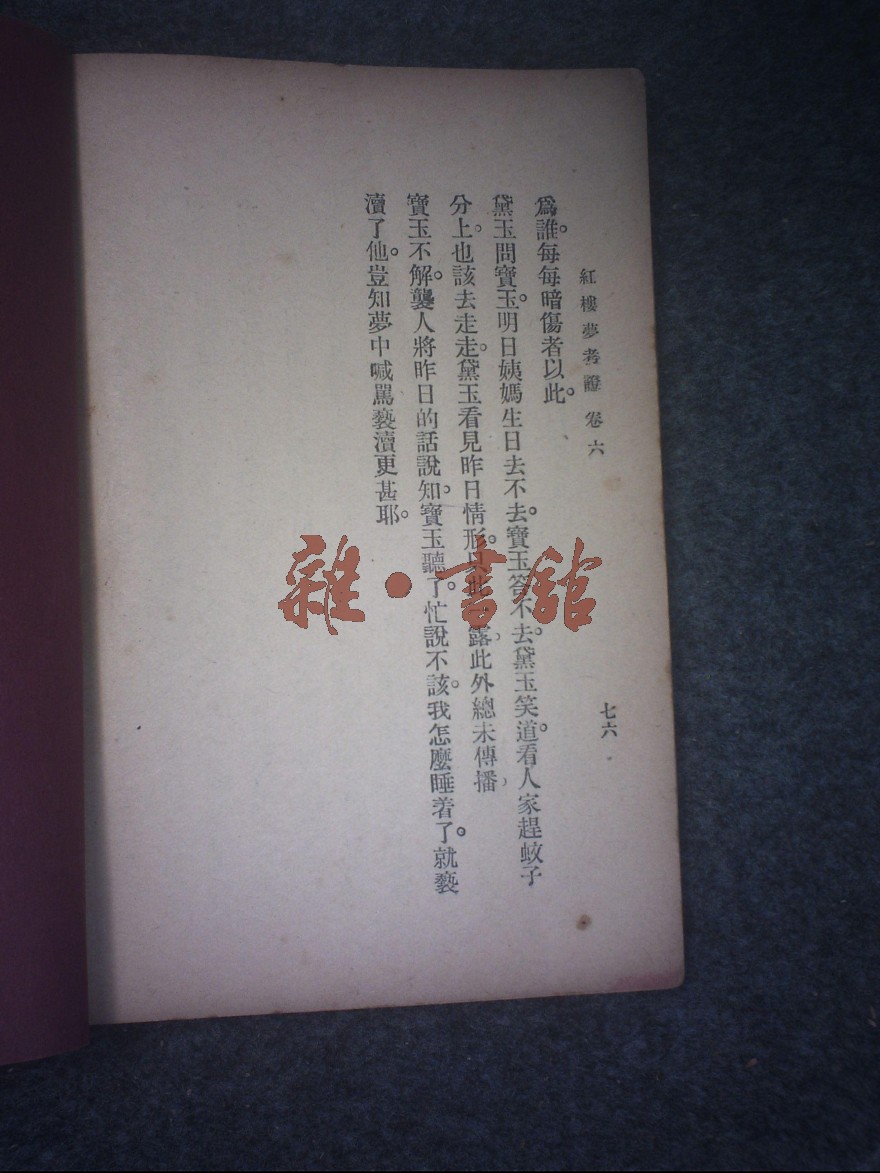 紅樓夢考證 卷六
七六
爲誰。每每暗傷者以此。
黛玉問寶玉。明日姨媽生日去不去。寶玉答不去。黛玉笑道。看人家趕蚊子
分上。也該去走走。黛玉看見昨日情形。只此一露、此外總未傳播、
寶玉不解。襲人將昨日的話說知。寶玉聽了。忙說不該。我怎麽睡着了。就褻
瀆了他。豈知夢中喊駡。褻瀆更甚耶。
雜·書館